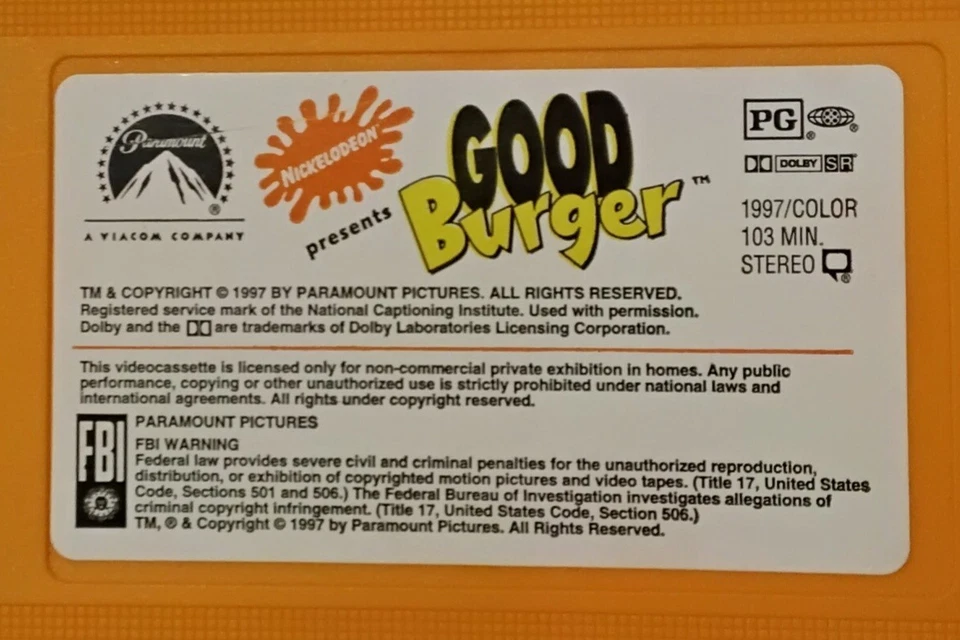 Paramount
®
A VIACOM COMPANY
NICKELODEON
presents
GOOD
Burger™
PG ® ®
DOLBY SR®
1997/COLOR
103 MIN.
STEREO ®
TM & COPYRIGHT © 1997 BY PARAMOUNT PICTURES. ALL RIGHTS RESERVED.
Registered service mark of the National Captioning Institute. Used with permission.
Dolby and the are trademarks of Dolby Laboratories Licensing Corporation.
This videocassette is licensed only for non-commercial private exhibition in homes. Any public
performance, copying or other unauthorized use is strictly prohibited under national laws and
international agreements. All rights under copyright reserved.
FBI
PARAMOUNT PICTURES
FBI WARNING
Federal law provides severe civil and criminal penalties for the unauthorized reproduction,
distribution, or exhibition of copyrighted motion pictures and video tapes. (Title 17, United States
Code, Sections 501 and 506.) The Federal Bureau of Investigation investigates allegations of
criminal copyright infringement. (Title 17, United States Code, Section 506.)
TM, ® & Copyright © 1997 by Paramount Pictures. All Rights Reserved.